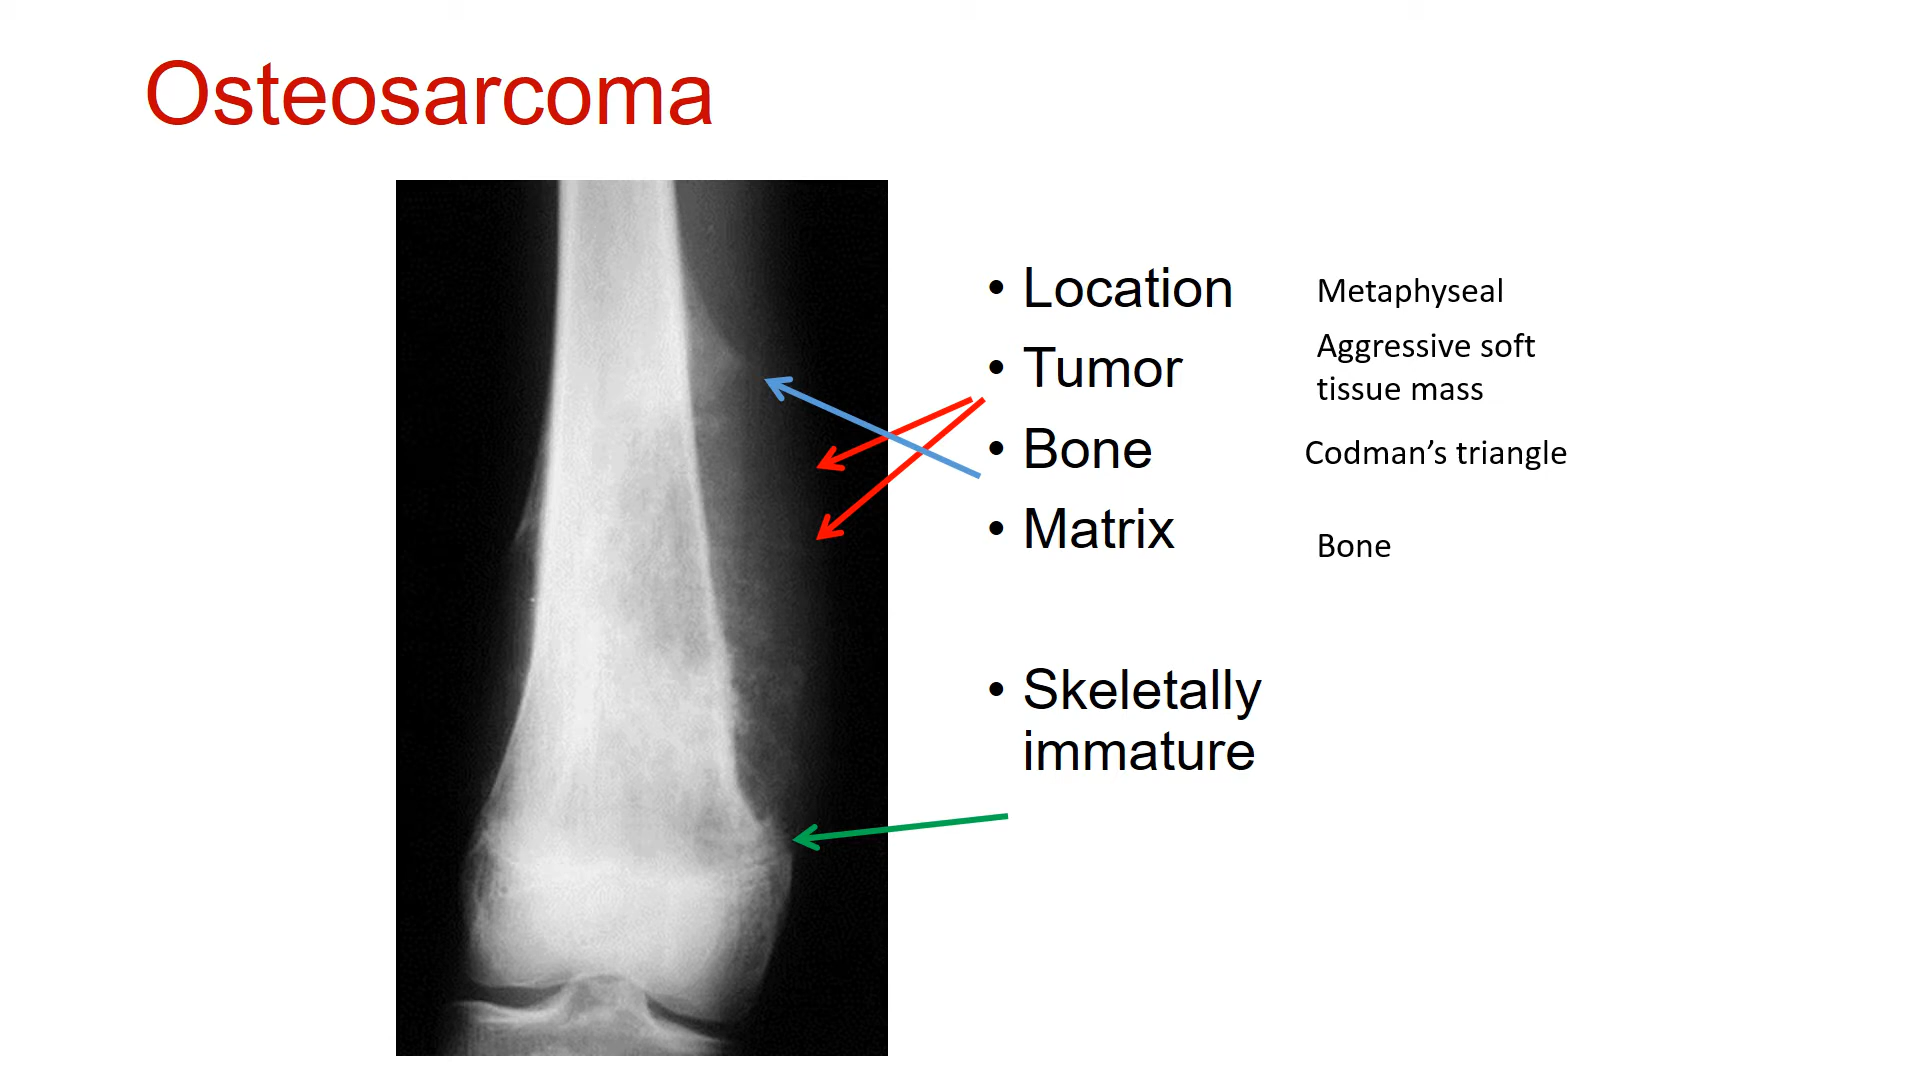 Osteosarcoma
• Location Metaphyseal
• Tumor Aggressive soft
tissue mass
• Bone Codman’s triangle
• Matrix Bone
• Skeletally
immature